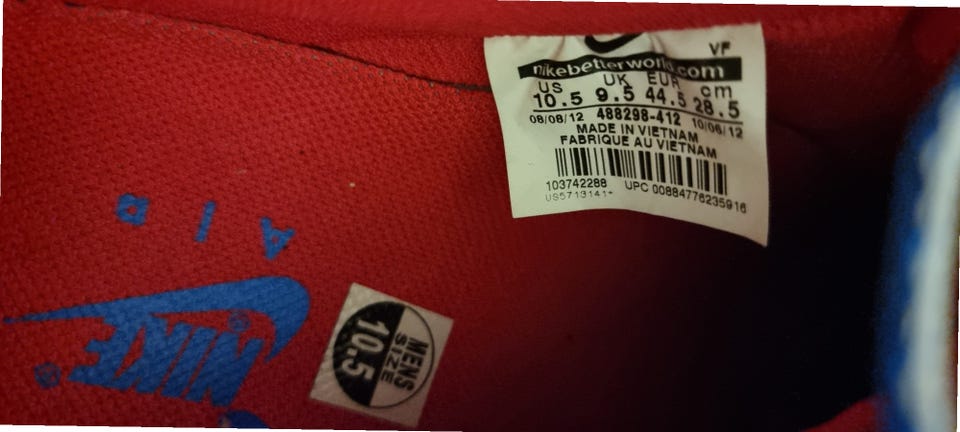 VF
nikebetterworld.com
US UK EUR cm
10.5 9.5 44.5 28.5
08/08/12 488298-412 10/06/12
MADE IN VIETNAM
FABRIQUE AU VIETNAM
103742288 UPC 00884776235916
US5713141+
AIR
NIKE
MENS
SIZE
10.5